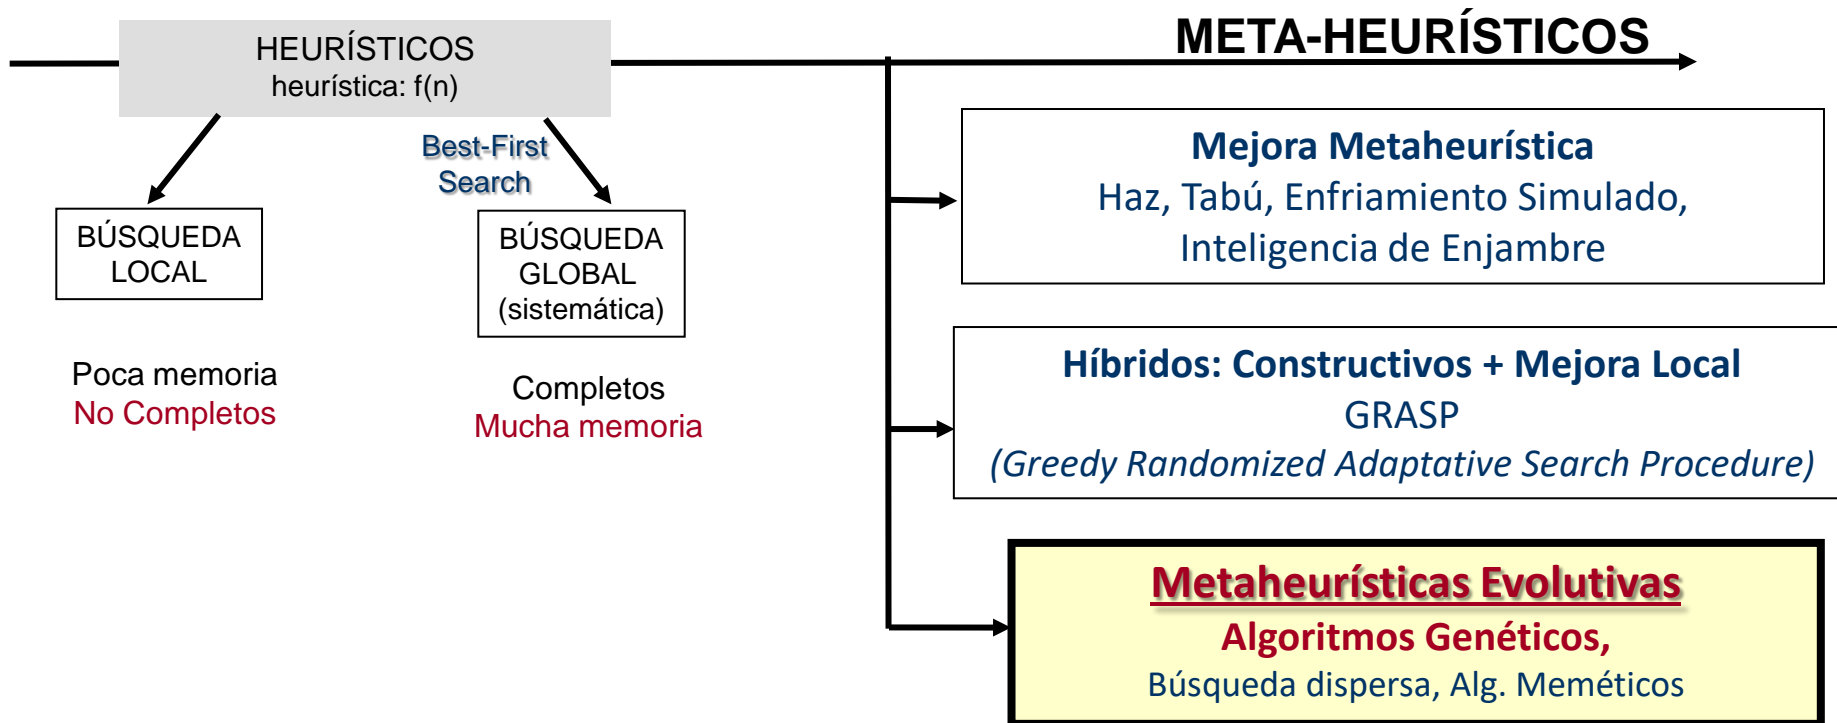 META-HEURÍSTICOS
HEURÍSTICOS
heurística: f(n)
Best-First
Search
BÚSQUEDA
LOCAL
BÚSQUEDA
GLOBAL
(sistemática)
Poca memoria
No Completos
Completos
Mucha memoria
Mejora Metaheurística
Haz, Tabú, Enfriamiento Simulado,
Inteligencia de Enjambre
Híbridos: Constructivos + Mejora Local
GRASP
(Greedy Randomized Adaptative Search Procedure)
Metaheurísticas Evolutivas
Algoritmos Genéticos,
Búsqueda dispersa, Alg. Meméticos